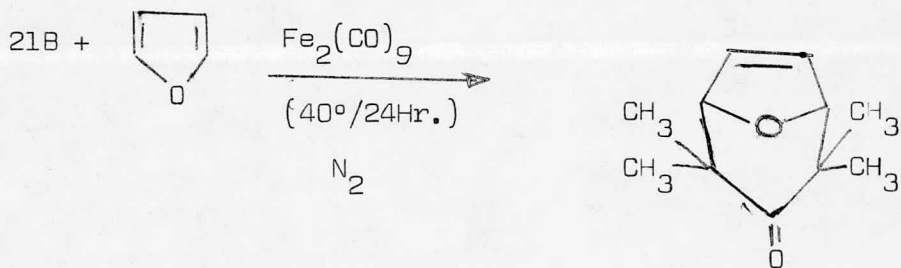 21B +
O
Fe2(CO)9
(40°/24Hr.)
N2
O
CH3
CH3
CH3
CH3
O